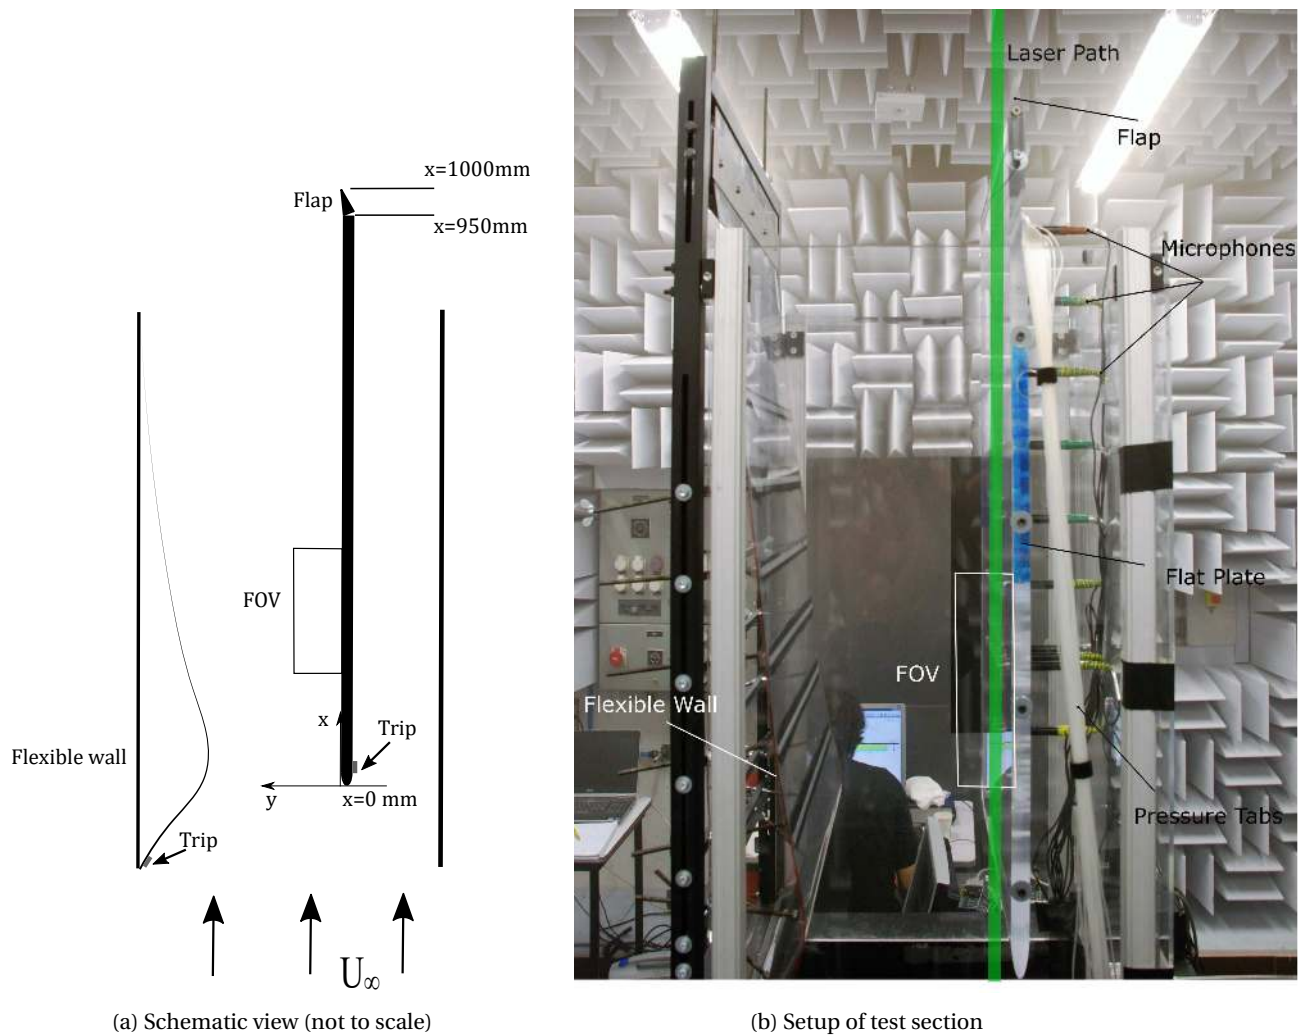 x=1000mm
Flap
x=950mm
FOV
x
Trip
Flexible wall
y
x=0 mm
Trip
U∞
(a) Schematic view (not to scale)
Laser Path
Flap
Microphones
Flat Plate
FOV
Flexible Wall
Pressure Tabs
(b) Setup of test section